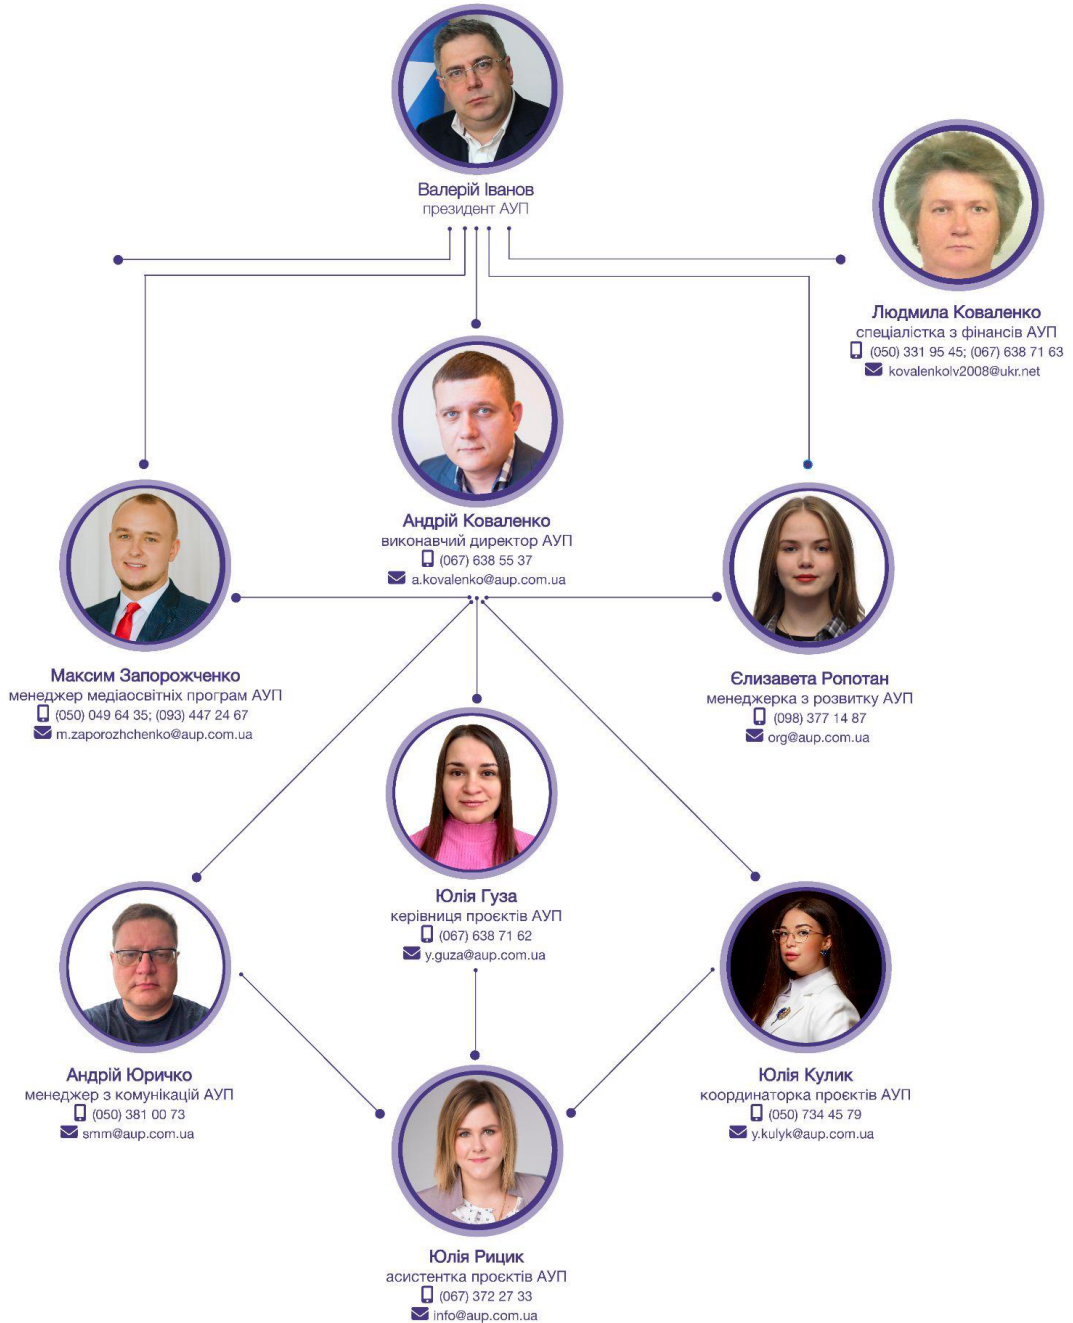 Валерій Іванов
президент АУП
Людмила Коваленко
спеціалістка з фінансів АУП
(050) 331 95 45; (067) 638 71 63
kovalenkolv2008@ukr.net
Андрій Коваленко
виконавчий директор АУП
(067) 638 55 37
a.kovalenko@aup.com.ua
Максим Запорожченко
менеджер медіаосвітніх програм АУП
(050) 049 64 35; (093) 447 24 67
m.zaporozhchenko@aup.com.ua
Єлизавета Ропотан
менеджерка з розвитку АУП
(098) 377 14 87
org@aup.com.ua
Юлія Гуза
керівниця проєктів АУП
(067) 638 71 62
y.guza@aup.com.ua
Андрій Юричко
менеджер з комунікацій АУП
(050) 381 00 73
smm@aup.com.ua
Юлія Кулик
координаторка проєктів АУП
(050) 734 45 79
y.kulyk@aup.com.ua
Юлія Рицик
асистентка проєктів АУП
(067) 372 27 33
info@aup.com.ua